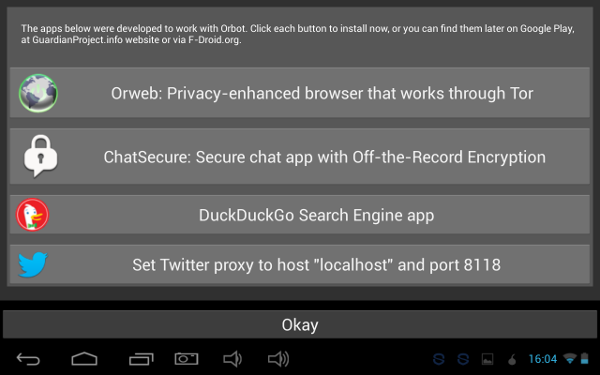 The apps below were developed to work with Orbot. Click each button to install now, or you can find them later on Google Play,
at GuardianProject.info website or via F-Droid.org.
Orweb: Privacy-enhanced browser that works through Tor
ChatSecure: Secure chat app with Off-the-Record Encryption
DuckDuckGo Search Engine app
Set Twitter proxy to host "localhost" and port 8118
Okay
16:04